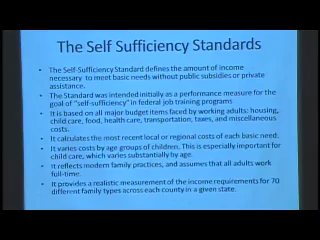 The Self Sufficiency Standards
• The Self-Sufficiency Standard defines the amount of income
necessary to meet basic needs without public subsidies or private
assistance.
• The Standard was intended initially as a performance measure for the
goal of "self-sufficiency" in federal job training programs
• It is based on all major budget items faced by working adults: housing,
child care, food, health care, transportation, taxes, and miscellaneous
costs.
• It calculates the most recent local or regional costs of each basic need.
• It varies costs by age groups of children. This is especially important for
child care, which varies substantially by age.
• It reflects modern family practices, and assumes that all adults work
full-time.
• It provides a realistic measurement of the income requirements for 70
different family types across each county in a given state.